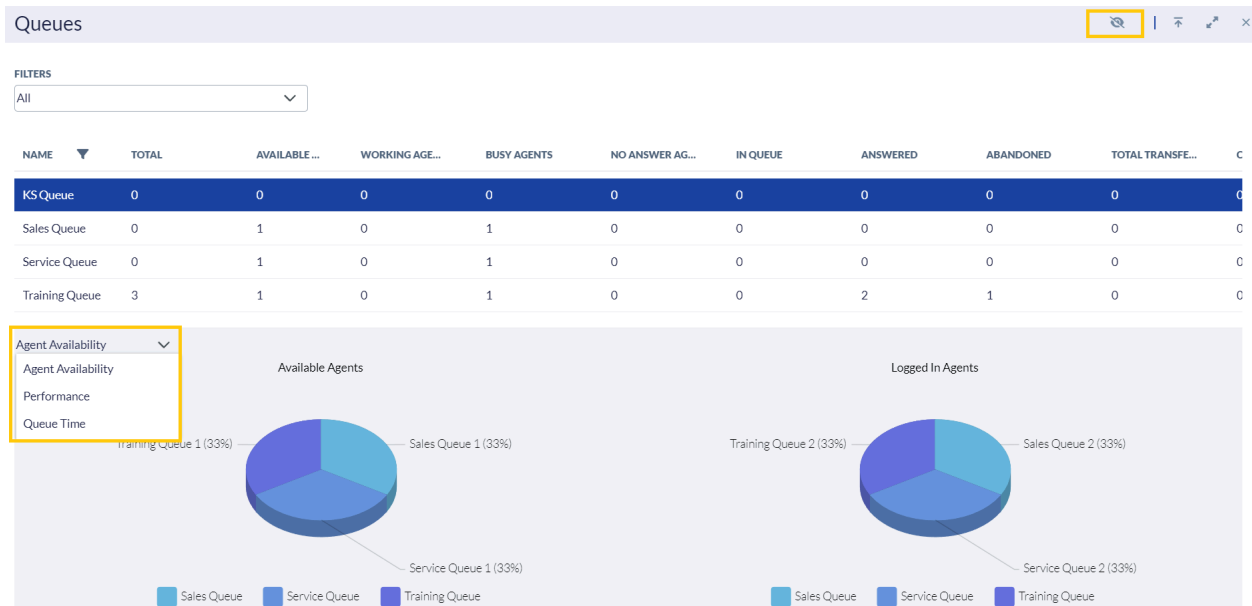 Queues
FILTERS
All
NAME TOTAL AVAILABLE ... WORKING AGE... BUSY AGENTS NO ANSWER AG... IN QUEUE ANSWERED ABANDONED TOTAL TRANSFE... C
KS Queue 0 0 0 0 0 0 0 0 0 0
Sales Queue 0 1 0 1 0 0 0 0 0 0
Service Queue 0 1 0 1 0 0 0 0 0 0
Training Queue 3 1 0 1 0 0 2 1 0 0
Agent Availability
Agent Availability
Performance
Queue Time
Available Agents
Training Queue 1 (33%)
Sales Queue 1 (33%)
Service Queue 1 (33%)
Sales Queue Service Queue Training Queue
Logged In Agents
Training Queue 2 (33%)
Sales Queue 2 (33%)
Service Queue 2 (33%)
Sales Queue Service Queue Training Queue